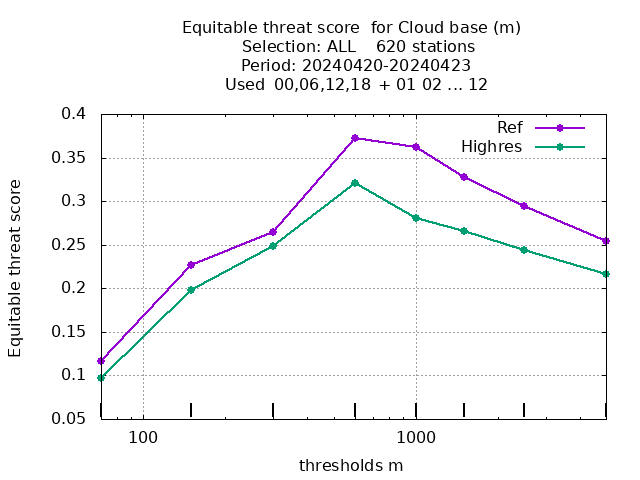 Equitable threat score  for Cloud base (m)
Selection: ALL    620 stations
Period: 20240420-20240423
Used  00,06,12,18 + 01 02 ... 12
Ref
Highres
Equitable threat score
0.4
0.35
0.3
0.25
0.2
0.15
0.1
0.05
100
1000
thresholds m